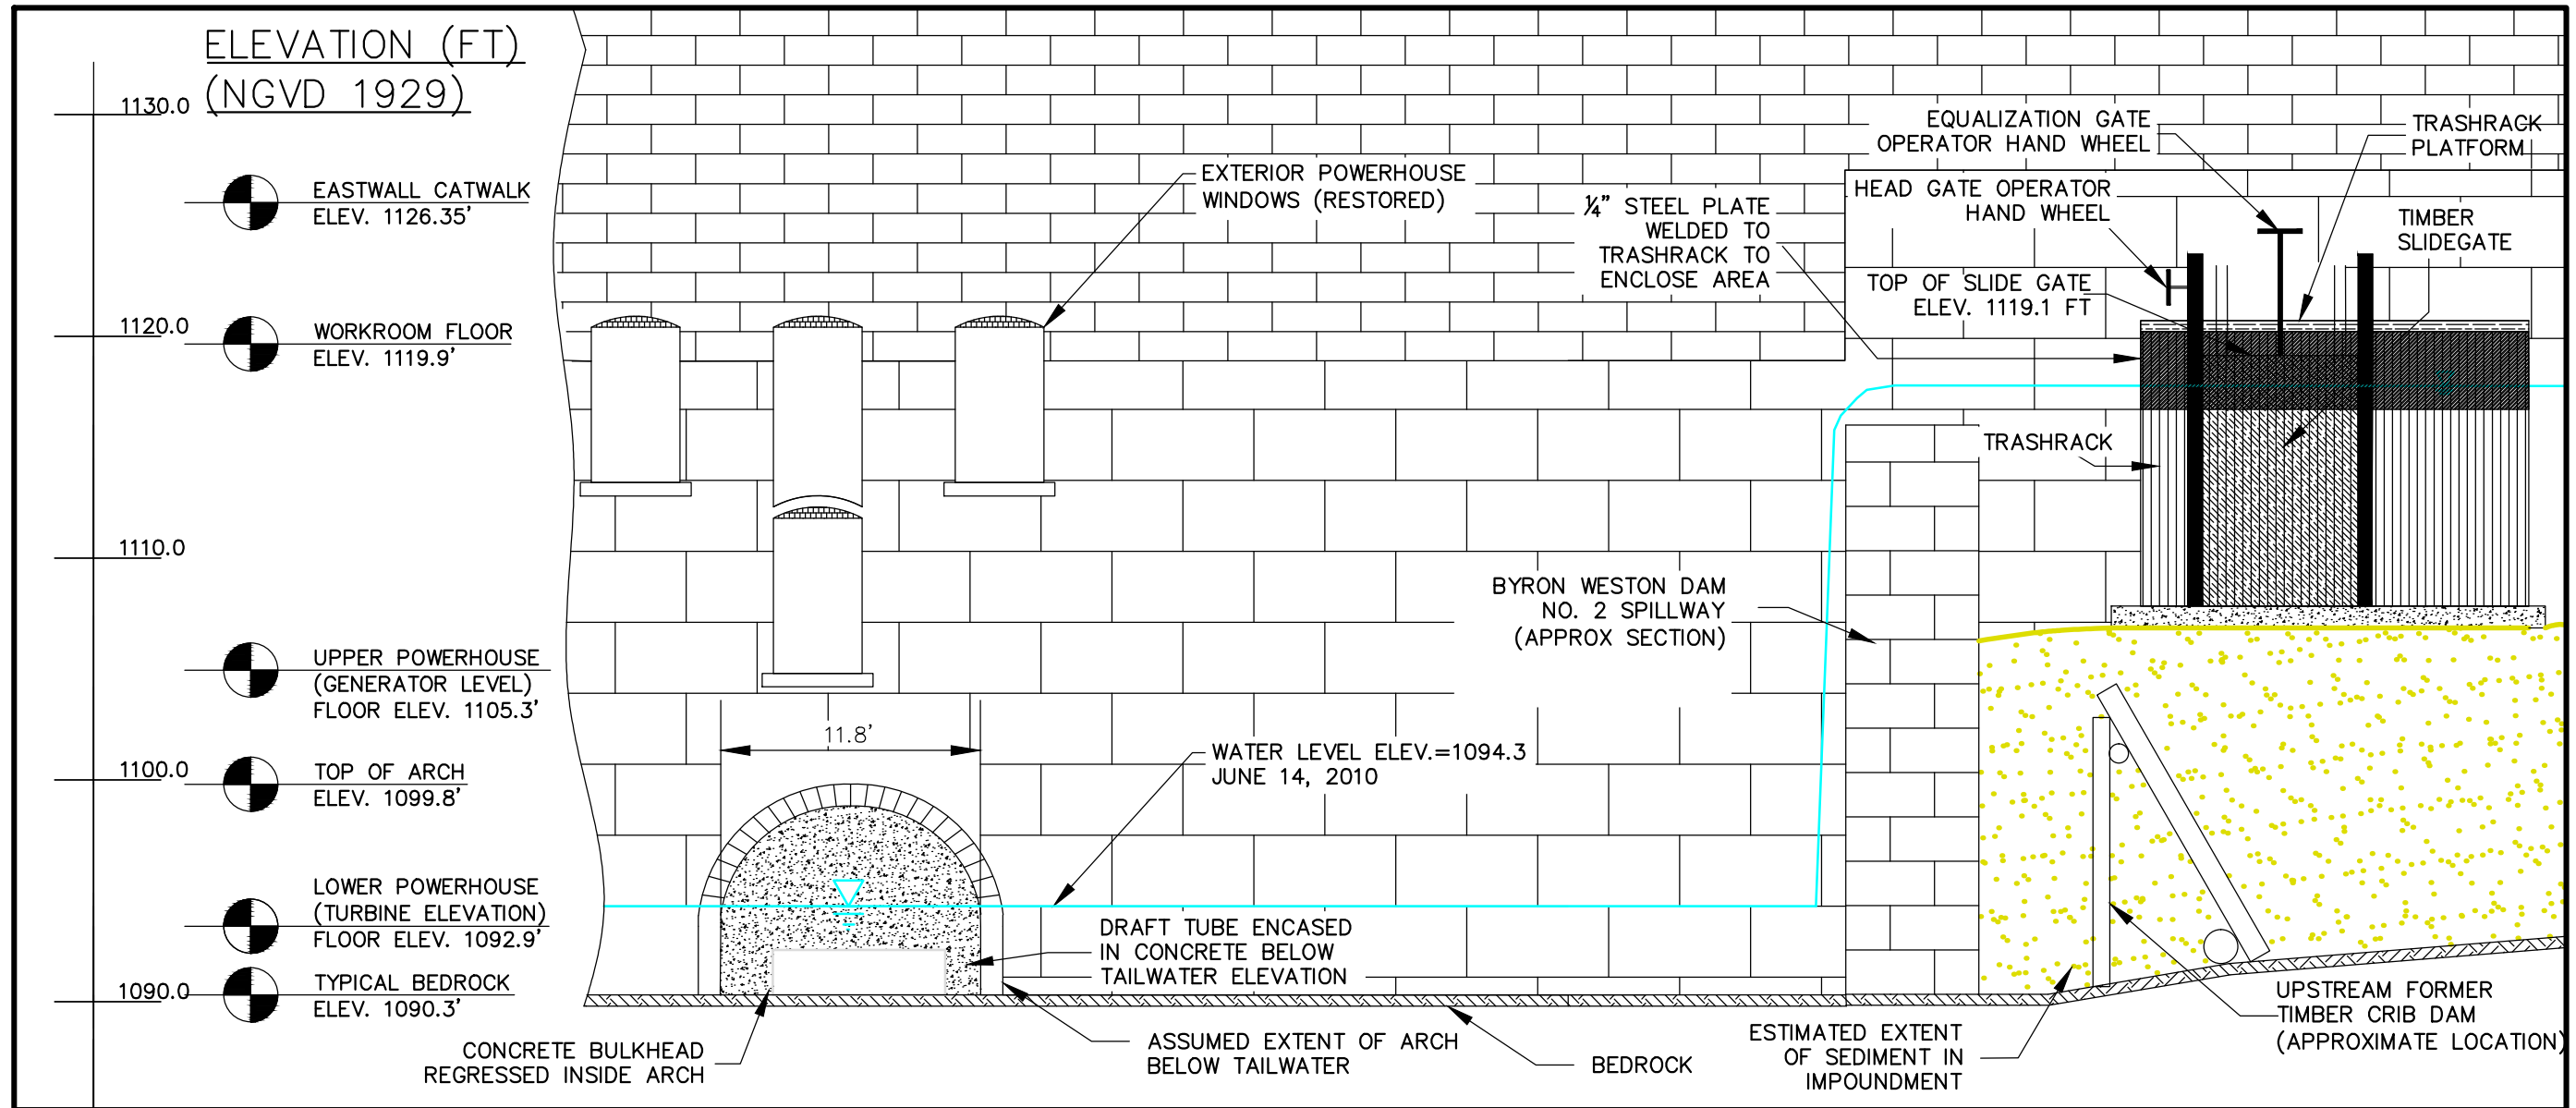 ELEVATION (FT)
(NGVD 1929)
1130.0
1120.0
1110.0
1100.0
1090.0
EASTWALL CATWALK
ELEV. 1126.35'
WORKROOM FLOOR
ELEV. 1119.9'
UPPER POWERHOUSE
(GENERATOR LEVEL)
FLOOR ELEV. 1105.3'
TOP OF ARCH
ELEV. 1099.8'
LOWER POWERHOUSE
(TURBINE ELEVATION)
FLOOR ELEV. 1092.9'
TYPICAL BEDROCK
ELEV. 1090.3'
EXTERIOR POWERHOUSE
WINDOWS (RESTORED)
¼" STEEL PLATE
WELDED TO
TRASHRACK TO
ENCLOSE AREA
EQUALIZATION GATE
OPERATOR HAND WHEEL
TRASHRACK
PLATFORM
HEAD GATE OPERATOR
HAND WHEEL
TIMBER
SLIDEGATE
TOP OF SLIDE GATE
ELEV. 1119.1 FT
TRASHRACK
BYRON WESTON DAM
NO. 2 SPILLWAY
(APPROX SECTION)
11.8'
WATER LEVEL ELEV.=1094.3
JUNE 14, 2010
DRAFT TUBE ENCASED
IN CONCRETE BELOW
TAILWATER ELEVATION
CONCRETE BULKHEAD
REGRESSED INSIDE ARCH
ASSUMED EXTENT OF ARCH
BELOW TAILWATER
BEDROCK
ESTIMATED EXTENT
OF SEDIMENT IN
IMPOUNDMENT
UPSTREAM FORMER
TIMBER CRIB DAM
(APPROXIMATE LOCATION)